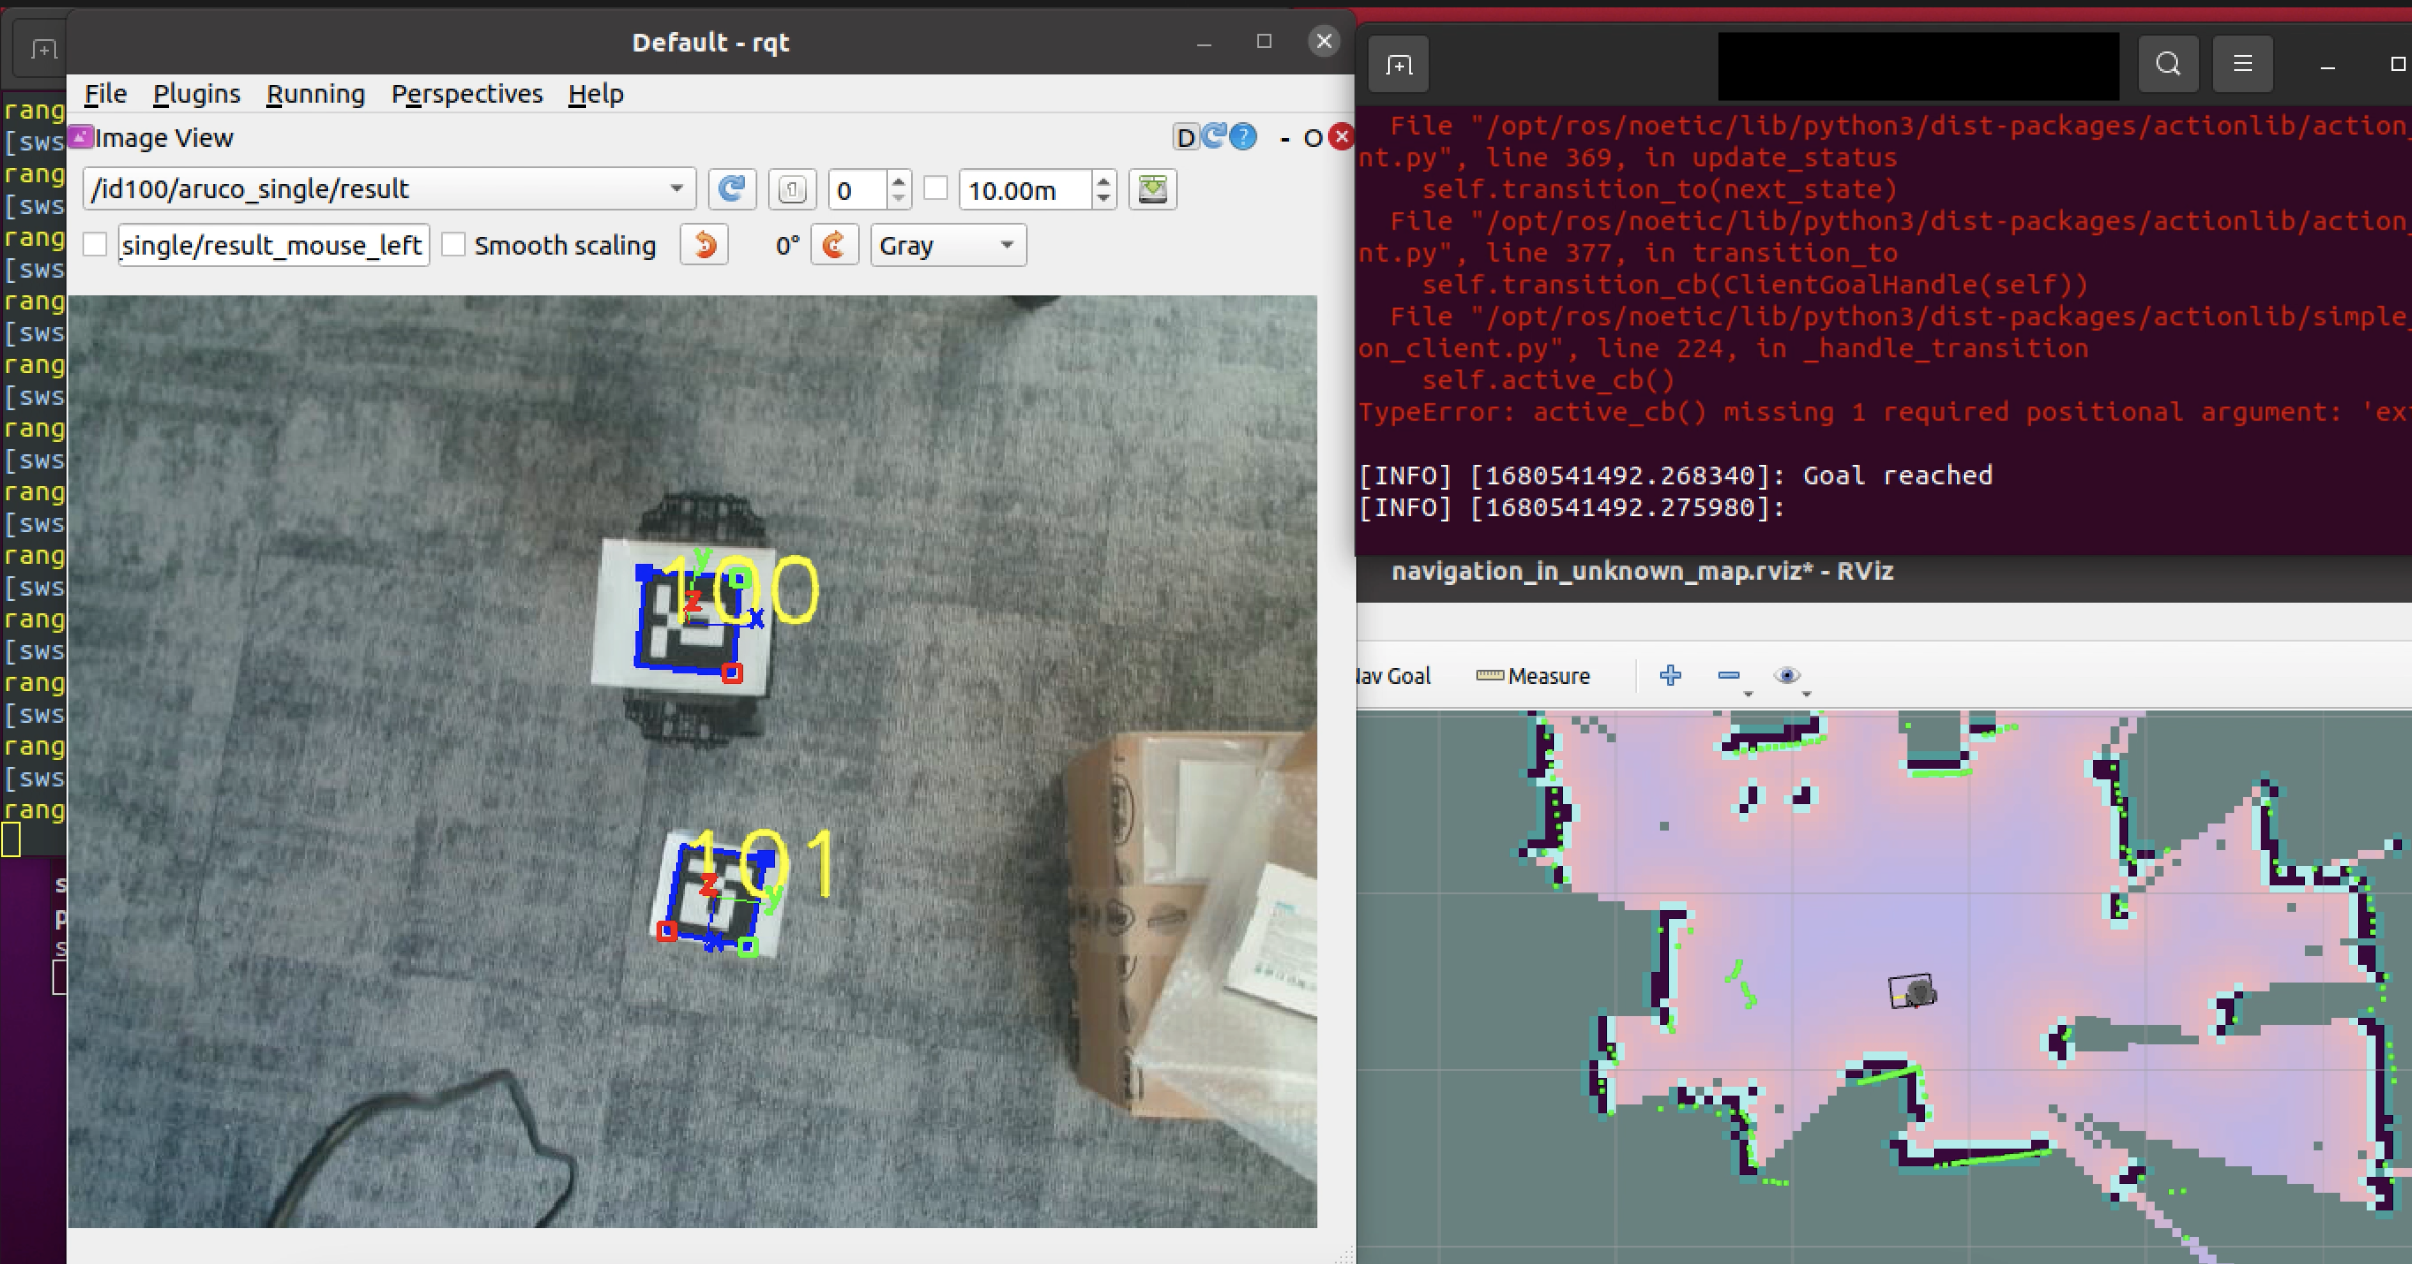 Default - rqt
File Plugins Running Perspectives Help
Image View
D ? - O
/id100/aruco_single/result
0
10.00m
single/result_mouse_left
Smooth scaling
0°
Gray
100
y
z
x
101
z
y
x
rang
[sws
rang
[sws
rang
[sws
rang
[sws
rang
[sws
rang
[sws
rang
[sws
rang
[sws
rang
[sws
rang
[sws
rang
[sws
rang
s
p
s
File "/opt/ros/noetic/lib/python3/dist-packages/actionlib/action_
nt.py", line 369, in update_status
self.transition_to(next_state)
File "/opt/ros/noetic/lib/python3/dist-packages/actionlib/action_
nt.py", line 377, in transition_to
self.transition_cb(ClientGoalHandle(self))
File "/opt/ros/noetic/lib/python3/dist-packages/actionlib/simple_
on_client.py", line 224, in _handle_transition
self.active_cb()
TypeError: active_cb() missing 1 required positional argument: 'ex
[INFO] [1680541492.268340]: Goal reached
[INFO] [1680541492.275980]:
navigation_in_unknown_map.rviz* - RViz
Nav Goal
Measure